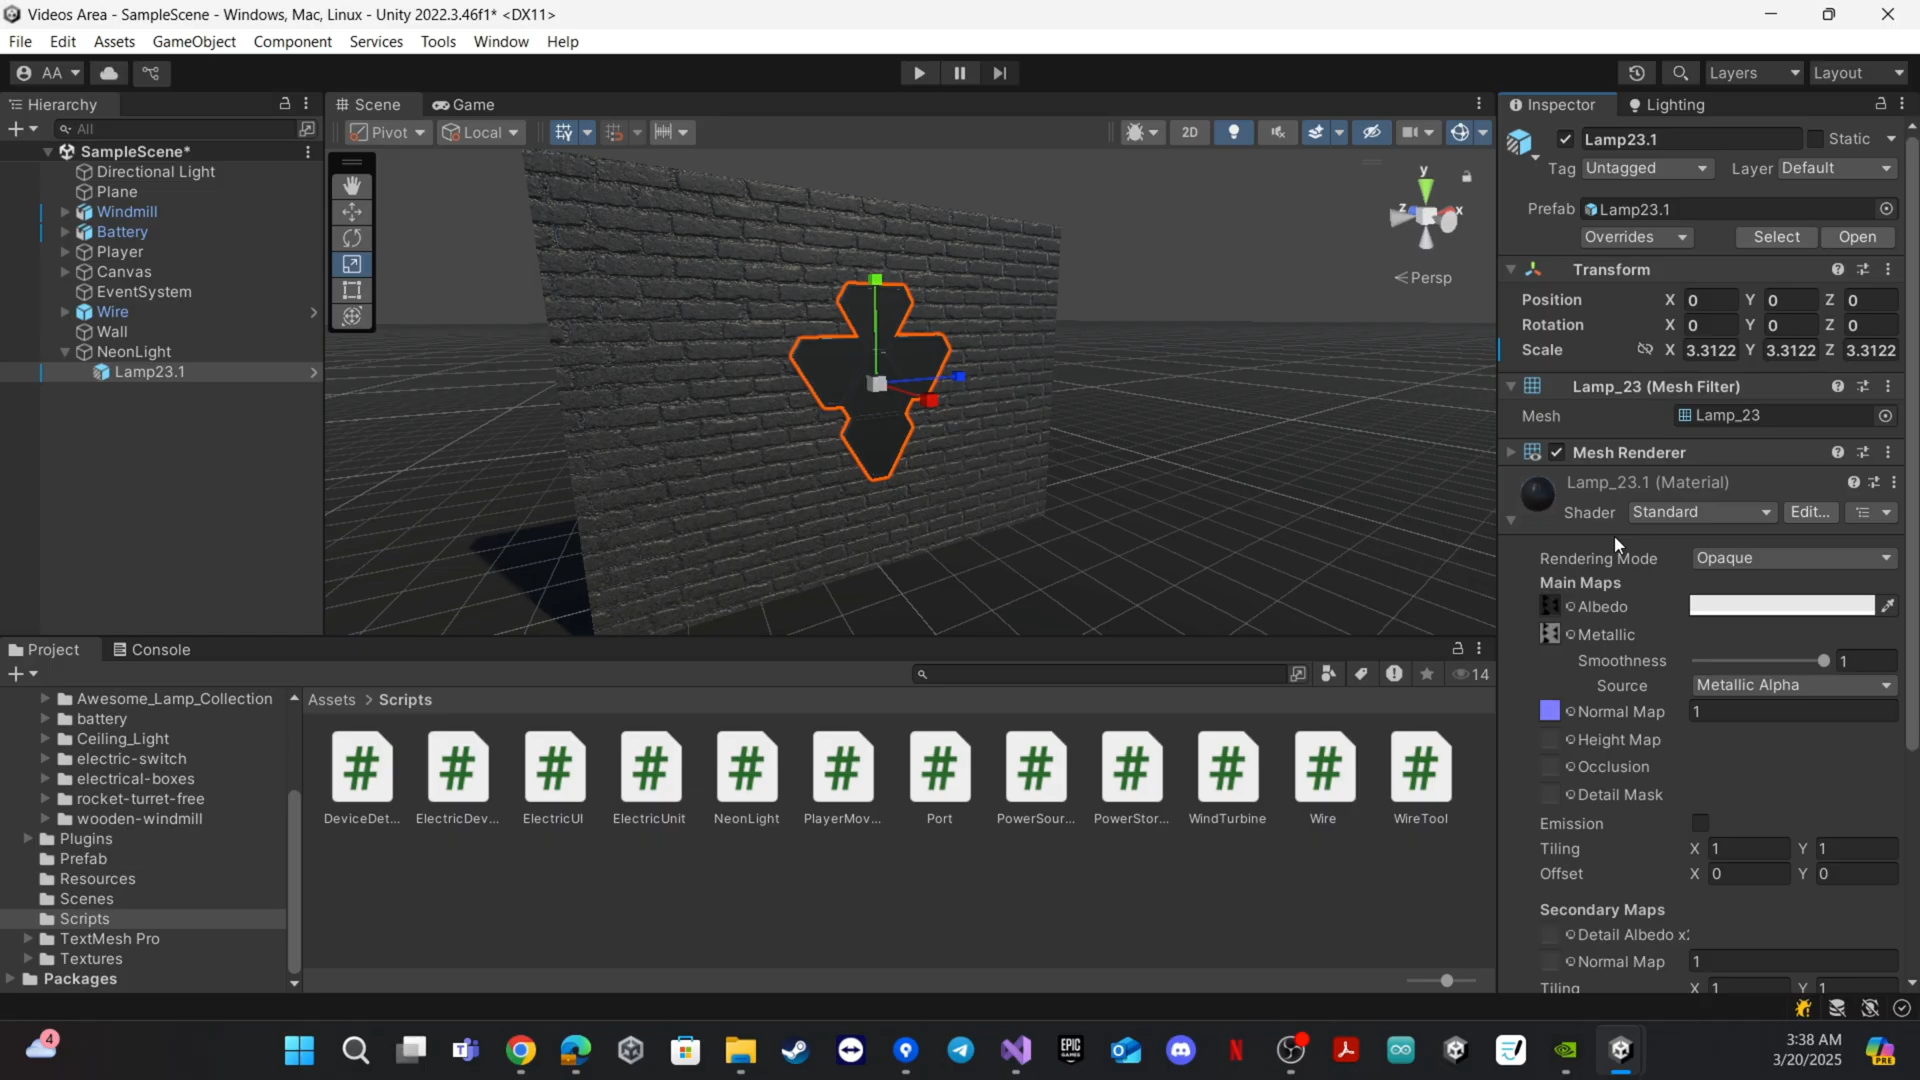 Videos Area - SampleScene - Windows, Mac, Linux - Unity 2022.3.46f1* <DX11>
File Edit Assets GameObject Component Services Tools Window Help
AA Layers Layout
Hierarchy
All
SampleScene*
Directional Light
Plane
Windmill
Battery
Player
Canvas
EventSystem
Wire
Wall
NeonLight
Lamp23.1
Scene Game
Pivot Local 2D
y
z x
Persp
Inspector Lighting
Lamp23.1 Static
Tag Untagged Layer Default
Prefab Lamp23.1
Overrides Select Open
Transform
Position X 0 Y 0 Z 0
Rotation X 0 Y 0 Z 0
Scale X 3.3122 Y 3.3122 Z 3.3122
Lamp_23 (Mesh Filter)
Mesh Lamp_23
Mesh Renderer
Lamp_23.1 (Material)
Shader Standard Edit...
Rendering Mode Opaque
Main Maps
Albedo
Metallic
Smoothness 1
Source Metallic Alpha
Normal Map 1
Height Map
Occlusion
Detail Mask
Emission
Tiling X 1 Y 1
Offset X 0 Y 0
Secondary Maps
Detail Albedo x
Normal Map 1
Tiling X 1 Y 1
Project Console
14
Awesome_Lamp_Collection
battery
Ceiling_Light
electric-switch
electrical-boxes
rocket-turret-free
wooden-windmill
Plugins
Prefab
Resources
Scenes
Scripts
TextMesh Pro
Textures
Packages
Assets > Scripts
DeviceDet... ElectricDev... ElectricUI ElectricUnit NeonLight PlayerMov... Port PowerSour... PowerStor... WindTurbine Wire WireTool
4
EPIC GAMES
PRE
3:38 AM
3/20/2025